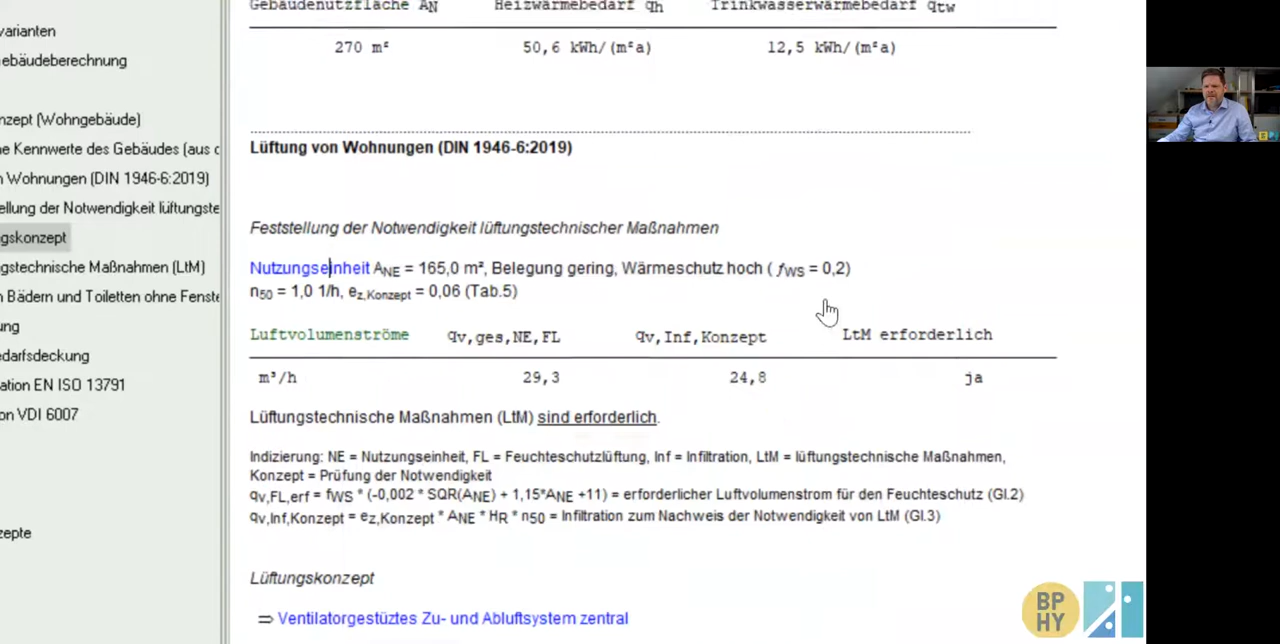 Gebäudenutzfläche AN Heizwärmebedarf qh Trinkwasserwärmebedarf qtw
270 m² 50,6 kWh/(m²a) 12,5 kWh/(m²a)
varianten
ebäudeberechnung
nzept (Wohngebäude)
he Kennwerte des Gebäudes (aus d
n Wohnungen (DIN 1946-6:2019)
ellung der Notwendigkeit lüftungste
gskonzept
gstechnische Maßnahmen (LtM)
n Bädern und Toiletten ohne Fenste
ung
edarfsdeckung
ation EN ISO 13791
on VDI 6007
zepte
Lüftung von Wohnungen (DIN 1946-6:2019)
Feststellung der Notwendigkeit lüftungstechnischer Maßnahmen
Nutzungseinheit ANE = 165,0 m², Belegung gering, Wärmeschutz hoch ( fWS = 0,2)
n50 = 1,0 1/h, ez,Konzept = 0,06 (Tab.5)
Luftvolumenströme qv,ges,NE,FL qv,Inf,Konzept LtM erforderlich
m³/h 29,3 24,8 ja
Lüftungstechnische Maßnahmen (LtM) sind erforderlich.
Indizierung: NE = Nutzungseinheit, FL = Feuchteschutzlüftung, Inf = Infiltration, LtM = lüftungstechnische Maßnahmen,
Konzept = Prüfung der Notwendigkeit
qv,FL,erf = fWS * (-0,002 * SQR(ANE) + 1,15*ANE +11) = erforderlicher Luftvolumenstrom für den Feuchteschutz (Gl.2)
qv,Inf,Konzept = ez,Konzept * ANE * HR * n50 = Infiltration zum Nachweis der Notwendigkeit von LtM (Gl.3)
Lüftungskonzept
⇒ Ventilatorgestüztes Zu- und Abluftsystem zentral
BP
HY